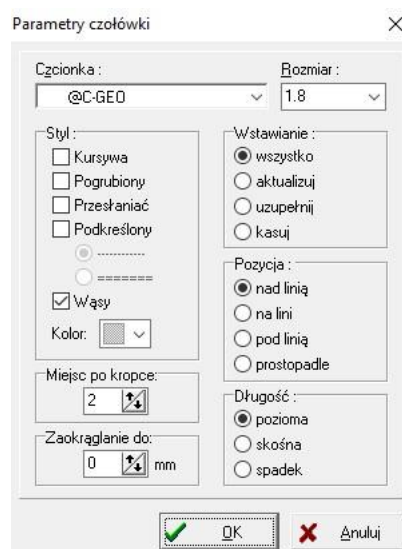 Parametry czołówki
Czcionka :
Rozmiar :
@C-GEO
1.8
Styl :
Kursywa
Pogrubiony
Przesłaniać
Podkreślony
-----------
=======
Wąsy
Kolor:
Miejsc po kropce:
2
Zaokrąglanie do:
0 mm
Wstawianie :
wszystko
aktualizuj
uzupełnij
kasuj
Pozycja :
nad linią
na lini
pod linią
prostopadle
Długość :
pozioma
skośna
spadek
OK
Anuluj